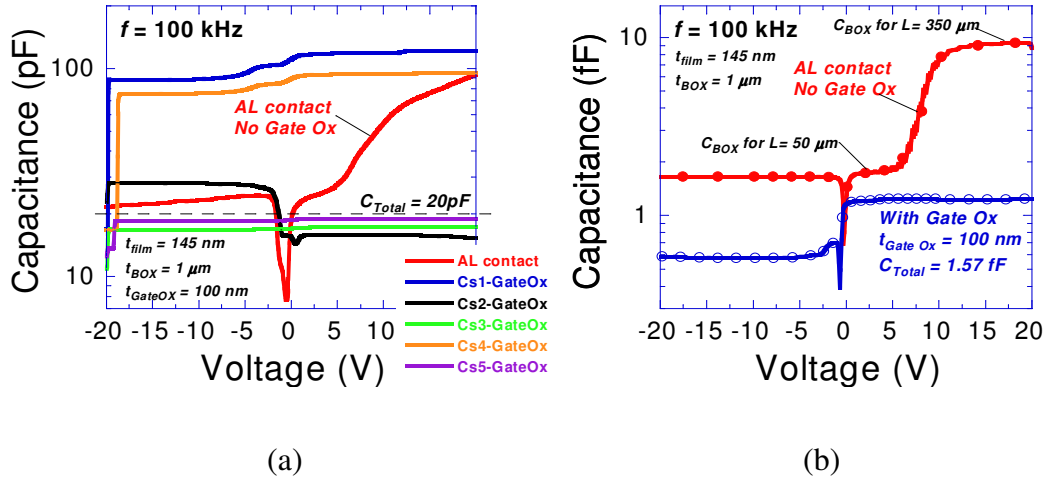 f = 100 kHz
Capacitance (pF)
100
10
AL contact
No Gate Ox
C_Total = 20pF
t_film = 145 nm
t_BOX = 1 µm
t_GateOX = 100 nm
AL contact
Cs1-GateOx
Cs2-GateOx
Cs3-GateOx
Cs4-GateOx
Cs5-GateOx
-20 -15 -10 -5 0 5 10
Voltage (V)
(a)
f = 100 kHz
C_BOX for L= 350 µm
t_film = 145 nm
t_BOX = 1 µm
AL contact
No Gate Ox
C_BOX for L= 50 µm
Capacitance (fF)
10
1
With Gate Ox
t_Gate Ox = 100 nm
C_Total = 1.57 fF
-20 -15 -10 -5 0 5 10 15 20
Voltage (V)
(b)